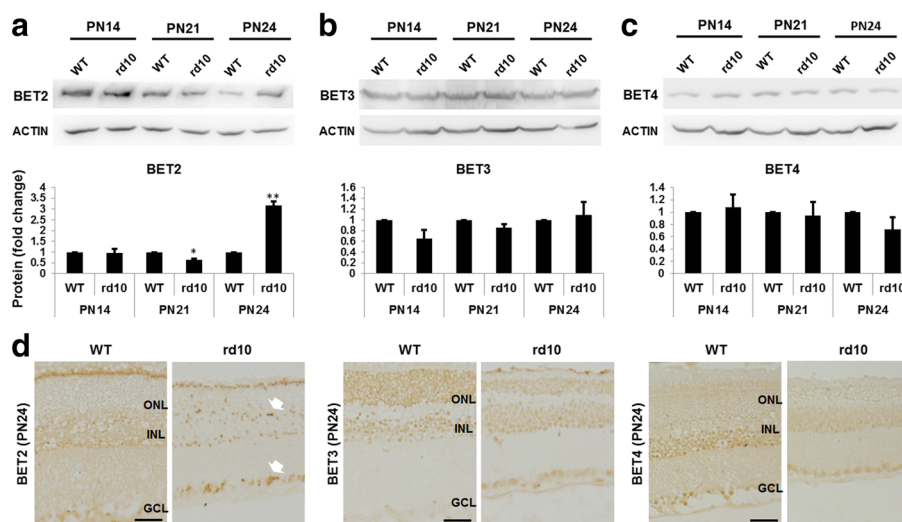 a
PN14 PN21 PN24
WT rd10 WT rd10 WT rd10
BET2
ACTIN
BET2
Protein (fold change)
4
3.5
3
2.5
2
1.5
1
0.5
0
* **
WT rd10 WT rd10 WT rd10
PN14 PN21 PN24
b
PN14 PN21 PN24
WT rd10 WT rd10 WT rd10
BET3
ACTIN
BET3
1.6
1.4
1.2
1
0.8
0.6
0.4
0.2
0
WT rd10 WT rd10 WT rd10
PN14 PN21 PN24
c
PN14 PN21 PN24
WT rd10 WT rd10 WT rd10
BET4
ACTIN
BET4
1.4
1.2
1
0.8
0.6
0.4
0.2
0
WT rd10 WT rd10 WT rd10
PN14 PN21 PN24
d
WT rd10
BET2 (PN24)
ONL
INL
GCL
WT rd10
BET3 (PN24)
ONL
INL
GCL
WT rd10
BET4 (PN24)
ONL
INL
GCL